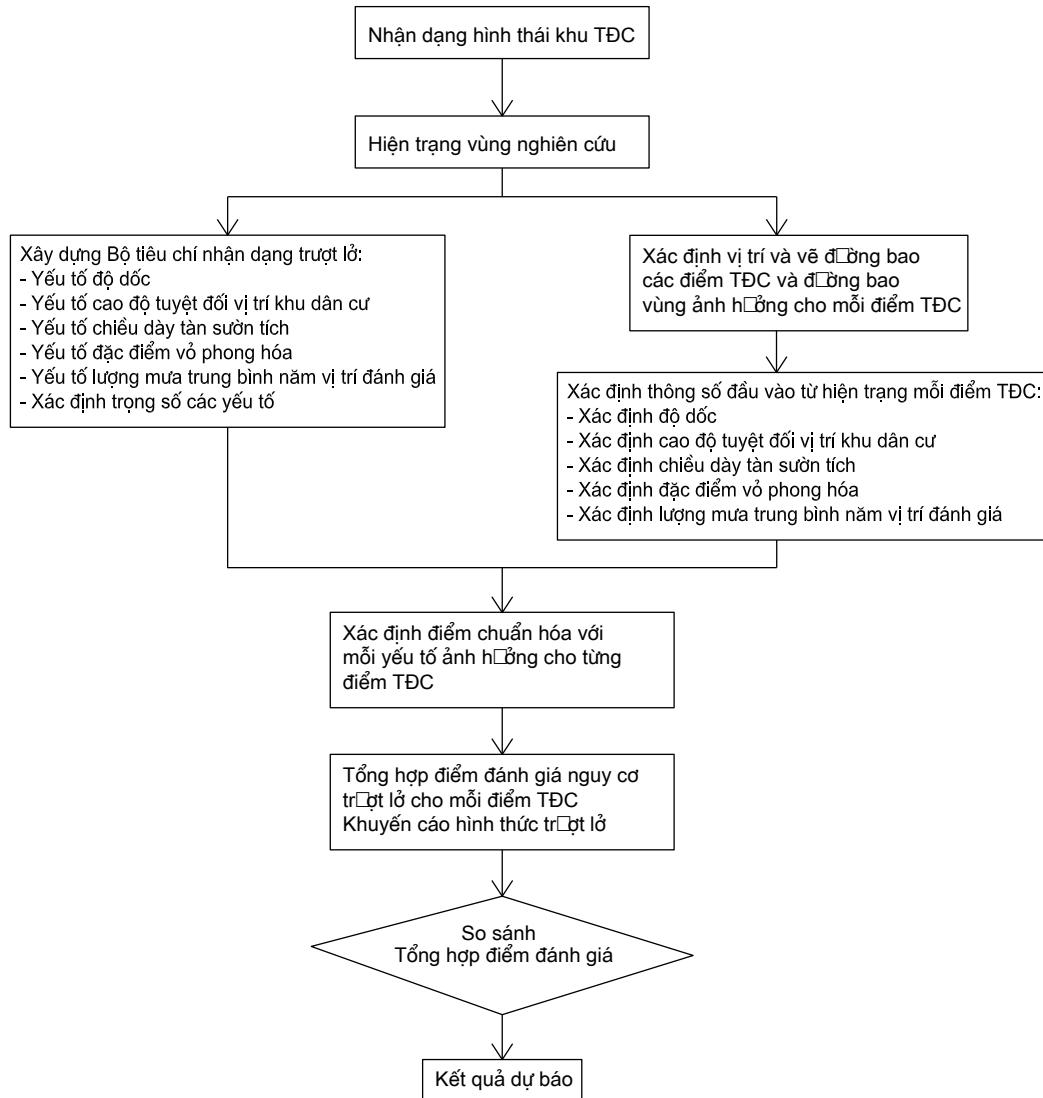 Nhận dạng hình thái khu TĐC
Hiện trạng vùng nghiên cứu
Xây dựng Bộ tiêu chí nhận dạng trượt lở:
- Yếu tố độ dốc
- Yếu tố cao độ tuyệt đối vị trí khu dân cư
- Yếu tố chiều dày tàn sườn tích
- Yếu tố đặc điểm vỏ phong hóa
- Yếu tố lượng mưa trung bình năm vị trí đánh giá
- Xác định trọng số các yếu tố
Xác định vị trí và vẽ đ□ờng bao
các điểm TĐC và đ□ờng bao
vùng ảnh h□ởng cho mỗi điểm TĐC
Xác định thông số đầu vào từ hiện trạng mỗi điểm TĐC:
- Xác định độ dốc
- Xác định cao độ tuyệt đối vị trí khu dân cư
- Xác định chiều dày tàn sườn tích
- Xác định đặc điểm vỏ phong hóa
- Xác định lượng mưa trung bình năm vị trí đánh giá
Xác định điểm chuẩn hóa với
mỗi yếu tố ảnh h□ởng cho từng
điểm TĐC
Tổng hợp điểm đánh giá nguy cơ
tr□ợt lở cho mỗi điểm TĐC
Khuyến cáo hình thức tr□ợt lở
So sánh
Tổng hợp điểm đánh giá
Kết quả dự báo